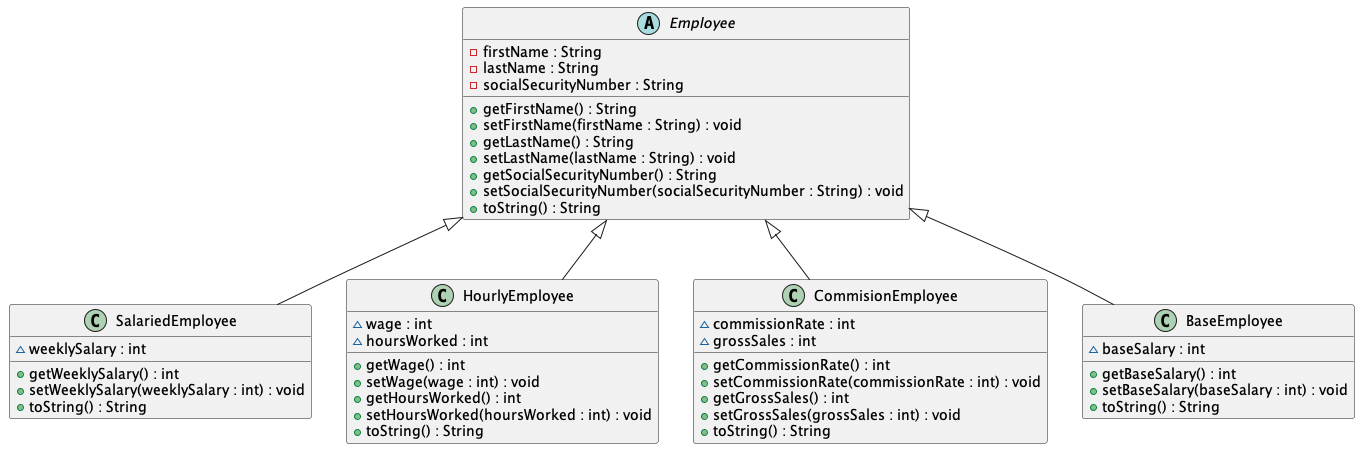 A Employee
firstName : String
lastName : String
socialSecurityNumber : String
getFirstName() : String
setFirstName(firstName : String) : void
getLastName() : String
setLastName(lastName : String) : void
getSocialSecurityNumber() : String
setSocialSecurityNumber(socialSecurityNumber : String) : void
toString() : String
C SalariedEmployee
weeklySalary : int
getWeeklySalary() : int
setWeeklySalary(weeklySalary : int) : void
toString() : String
C HourlyEmployee
wage : int
hoursWorked : int
getWage() : int
setWage(wage : int) : void
getHoursWorked() : int
setHoursWorked(hoursWorked : int) : void
toString() : String
C CommisionEmployee
commissionRate : int
grossSales : int
getCommissionRate() : int
setCommissionRate(commissionRate : int) : void
getGrossSales() : int
setGrossSales(grossSales : int) : void
toString() : String
C BaseEmployee
baseSalary : int
getBaseSalary() : int
setBaseSalary(baseSalary : int) : void
toString() : String